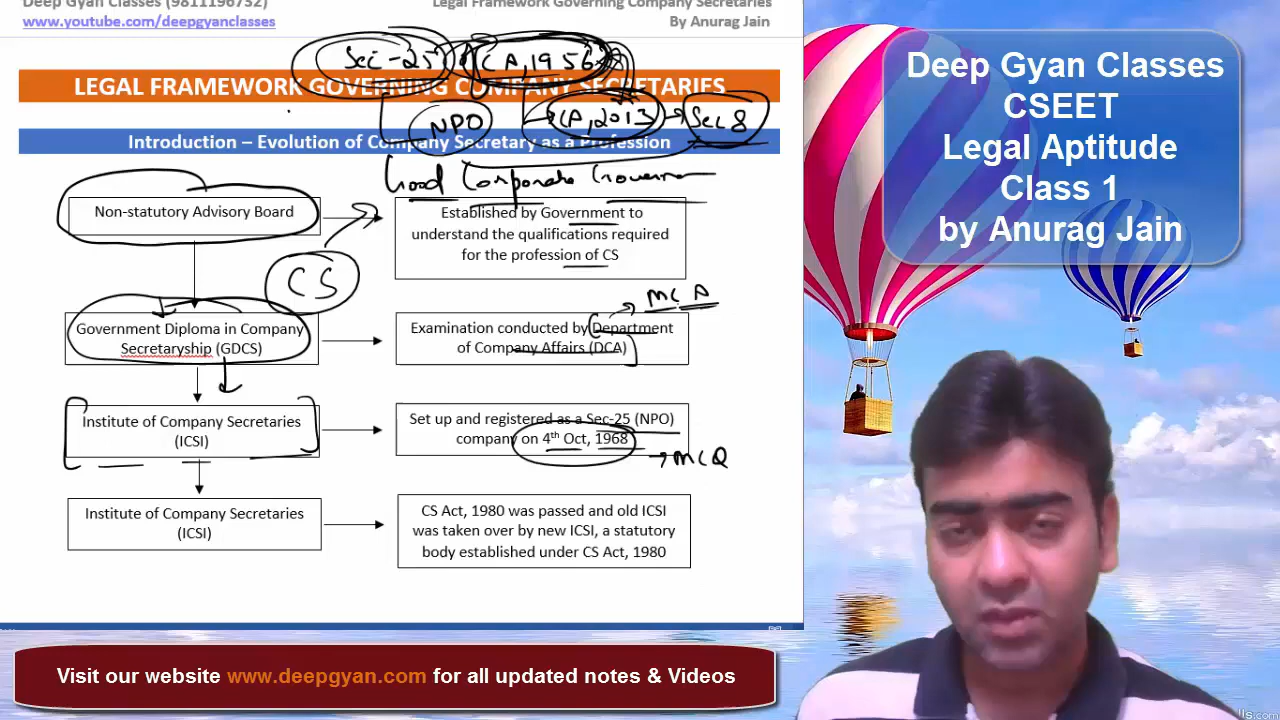 Deep Gyan Classes (9811196732)
Legal Framework Governing Company Secretaries
www.youtube.com/deepgyanclasses
By Anurag Jain
Sec-25
CA, 1956
LEGAL FRAMEWORK GOVERNING COMPANY SECRETARIES
NPO
CA, 2013
Sec 8
Introduction – Evolution of Company Secretary as a Profession
Good Corporate
Non-statutory Advisory Board
Established by Government to
understand the qualifications required
for the profession of CS
CS
MCA
Government Diploma in Company
Secretaryship (GDCS)
Examination conducted by Department
of Company Affairs (DCA)
Institute of Company Secretaries
(ICSI)
Set up and registered as a Sec-25 (NPO)
company on 4th Oct, 1968
MCQ
Institute of Company Secretaries
(ICSI)
CS Act, 1980 was passed and old ICSI
was taken over by new ICSI, a statutory
body established under CS Act, 1980
Deep Gyan Classes
CSEET
Legal Aptitude
Class 1
by Anurag Jain
Visit our website www.deepgyan.com for all updated notes & Videos